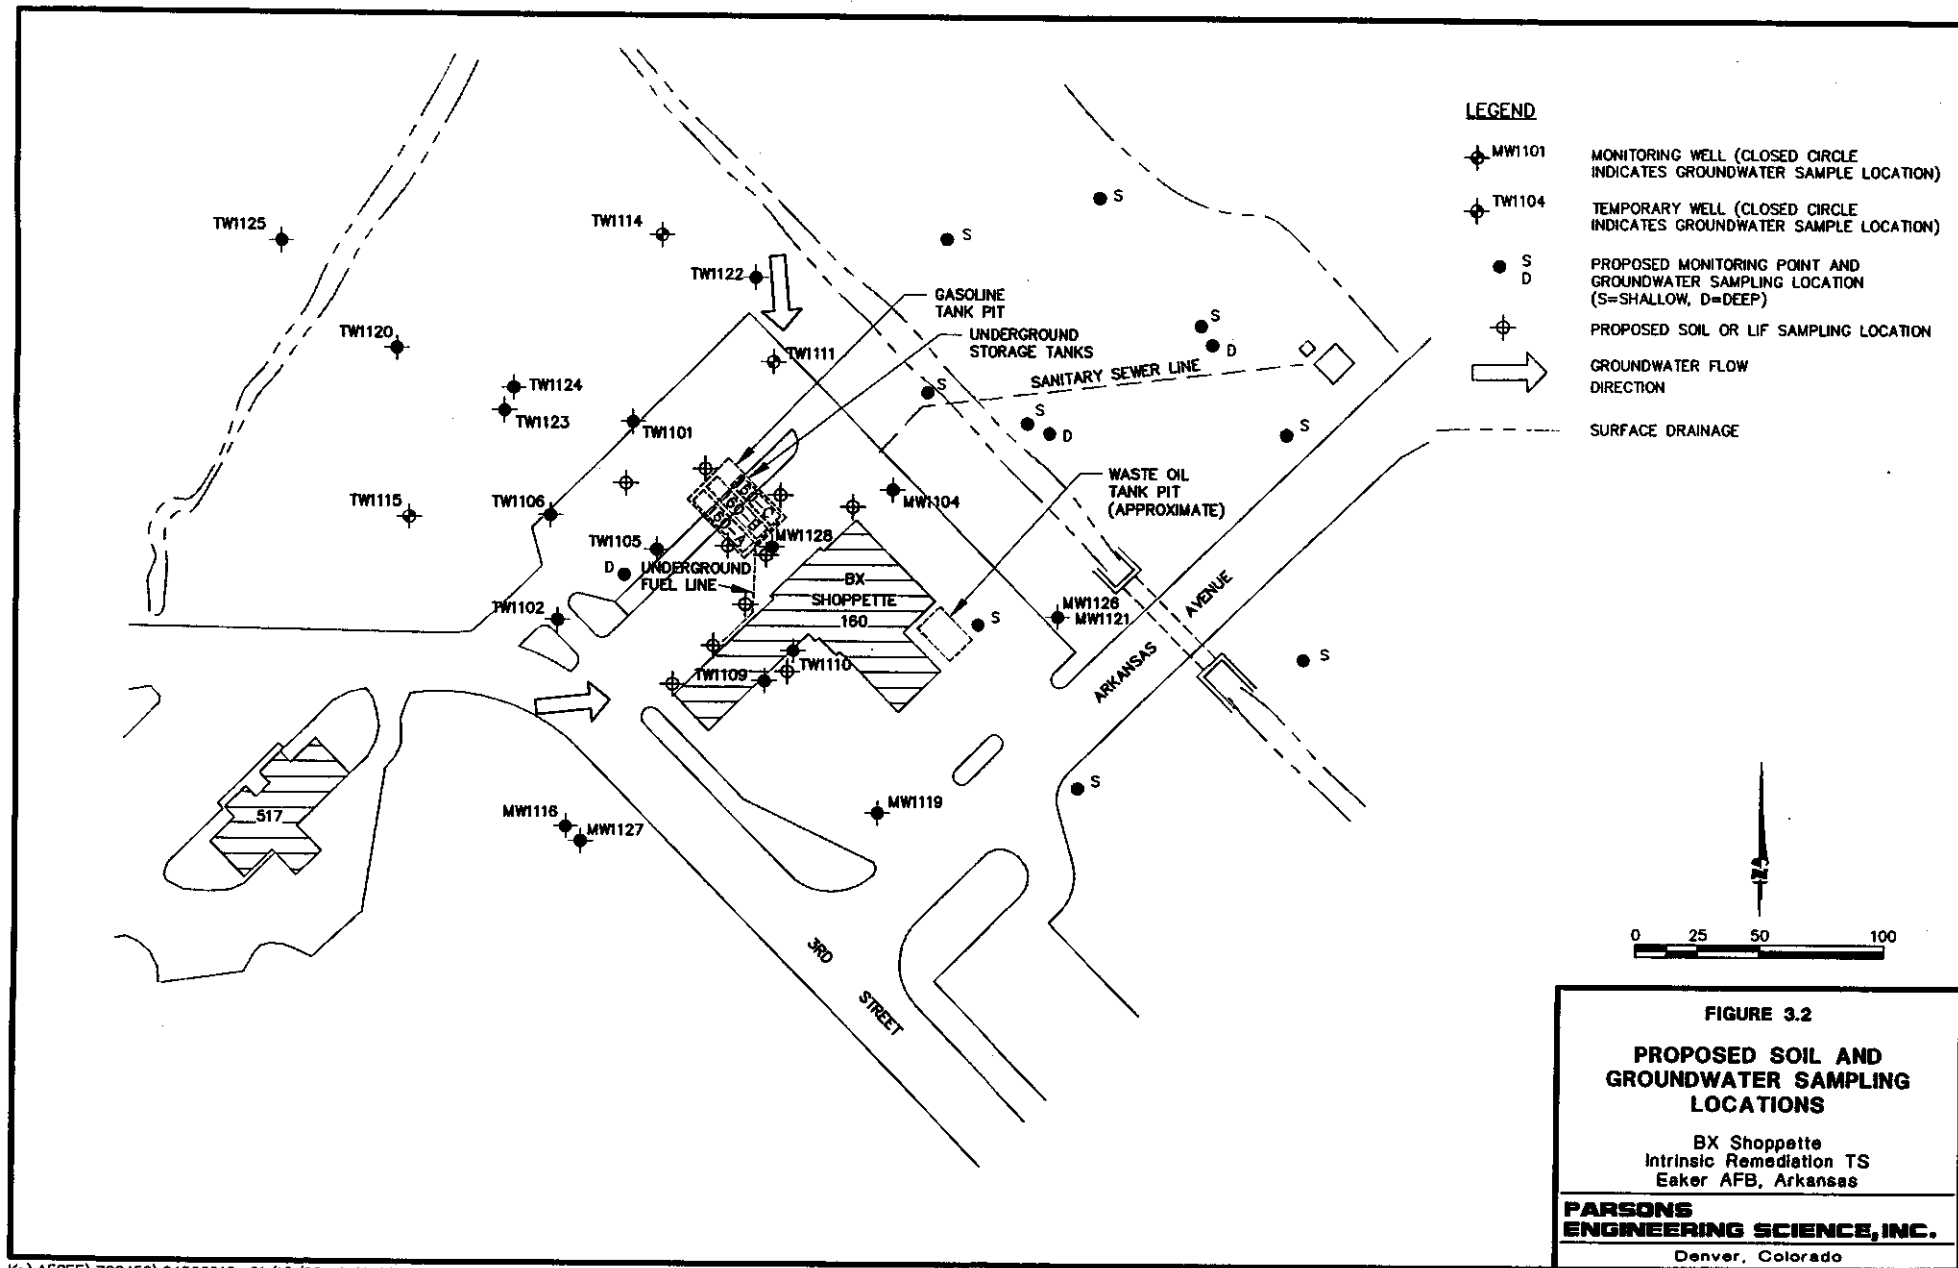 LEGEND
MW1101
MONITORING WELL (CLOSED CIRCLE
INDICATES GROUNDWATER SAMPLE LOCATION)
TW1104
TEMPORARY WELL (CLOSED CIRCLE
INDICATES GROUNDWATER SAMPLE LOCATION)
S
D
PROPOSED MONITORING POINT AND
GROUNDWATER SAMPLING LOCATION
(S=SHALLOW, D=DEEP)
PROPOSED SOIL OR LIF SAMPLING LOCATION
GROUNDWATER FLOW
DIRECTION
SURFACE DRAINAGE
TW1125
TW1114
S
S
TW1122
GASOLINE
TANK PIT
TW1120
UNDERGROUND
STORAGE TANKS
S
D
TW1111
SANITARY SEWER LINE
TW1124
S
TW1123
TW1101
S
D
S
WASTE OIL
TANK PIT
(APPROXIMATE)
TW1115
TW1106
MW1104
TW1105
MW1128
D
UNDERGROUND
FUEL LINE
BX
SHOPPETTE
160
TW1102
S
MW1126
MW1121
ARKANSAS
AVENUE
S
TW1110
TW1109
517
MW1116
MW1127
MW1119
S
3RD
STREET
0 25 50 100
FIGURE 3.2
PROPOSED SOIL AND
GROUNDWATER SAMPLING
LOCATIONS
BX Shoppette
Intrinsic Remediation TS
Eaker AFB, Arkansas
PARSONS
ENGINEERING SCIENCE, INC.
Denver, Colorado